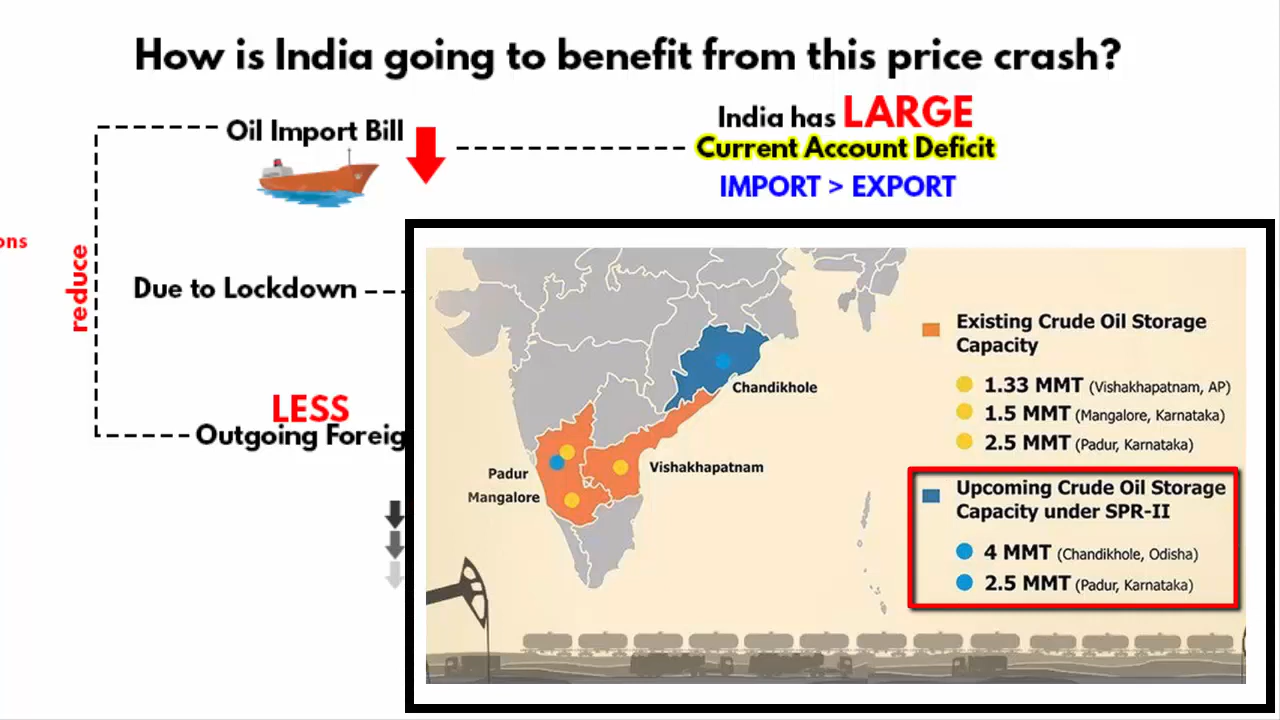 How is India going to benefit from this price crash?
Oil Import Bill
India has LARGE
Current Account Deficit
IMPORT > EXPORT
reduce
Due to Lockdown
LESS
Outgoing
Existing Crude Oil Storage
Capacity
1.33 MMT (Vishakhapatnam, AP)
1.5 MMT (Mangalore, Karnataka)
2.5 MMT (Padur, Karnataka)
Upcoming Crude Oil Storage
Capacity under SPR-II
4 MMT (Chandikhole, Odisha)
2.5 MMT (Padur, Karnataka)
Chandikhole
Vishakhapatnam
Padur
Mangalore